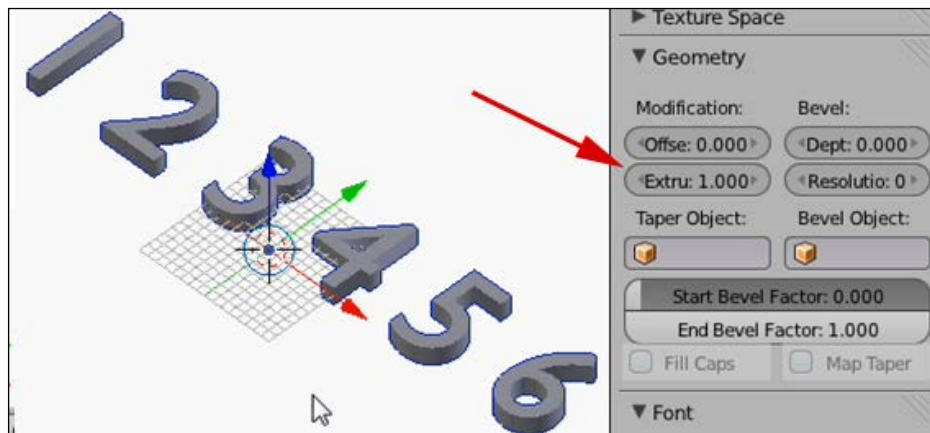 1 2 3 4 5 6
Texture Space
Geometry
Modification: Bevel:
Offse: 0.000 Dept: 0.000
Extru: 1.000 Resolutio: 0
Taper Object: Bevel Object:
Start Bevel Factor: 0.000
End Bevel Factor: 1.000
Fill Caps Map Taper
Font